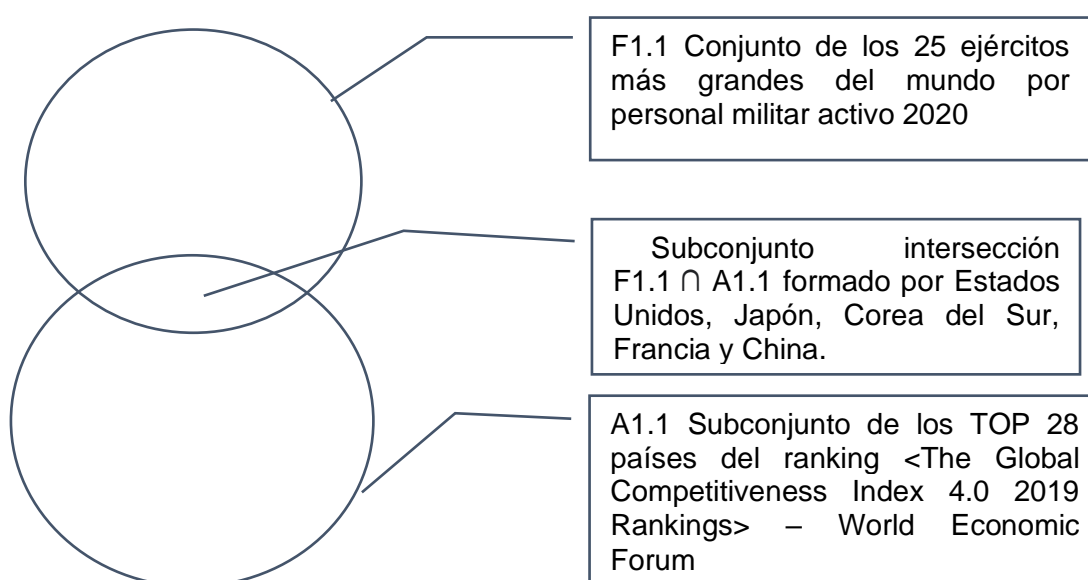 F1.1 Conjunto de los 25 ejércitos
más grandes del mundo por
personal militar activo 2020
Subconjunto intersección
F1.1 ∩ A1.1 formado por Estados
Unidos, Japón, Corea del Sur,
Francia y China.
A1.1 Subconjunto de los TOP 28
países del ranking <The Global
Competitiveness Index 4.0 2019
Rankings> – World Economic
Forum